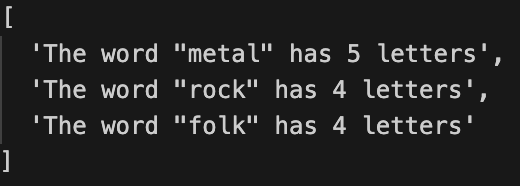 [
'The word "metal" has 5 letters',
'The word "rock" has 4 letters',
'The word "folk" has 4 letters'
]